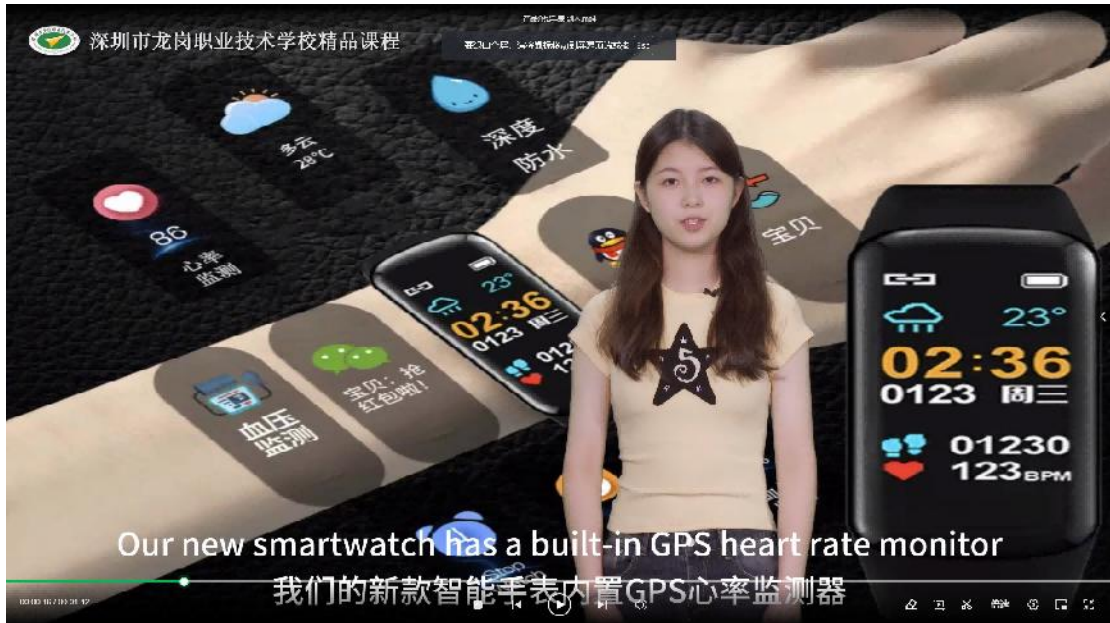 深圳市龙岗职业技术学校精品课程
多云
28°C
深度
防水
86
心率
监测
宝贝
23°
02:36
0123 周三
宝贝：抢
红包啦！
血压
监测
23°
02:36
0123 周三
01230
123BPM
5
Our new smartwatch has a built-in GPS heart rate monitor
我们的新款智能手表内置GPS心率监测器